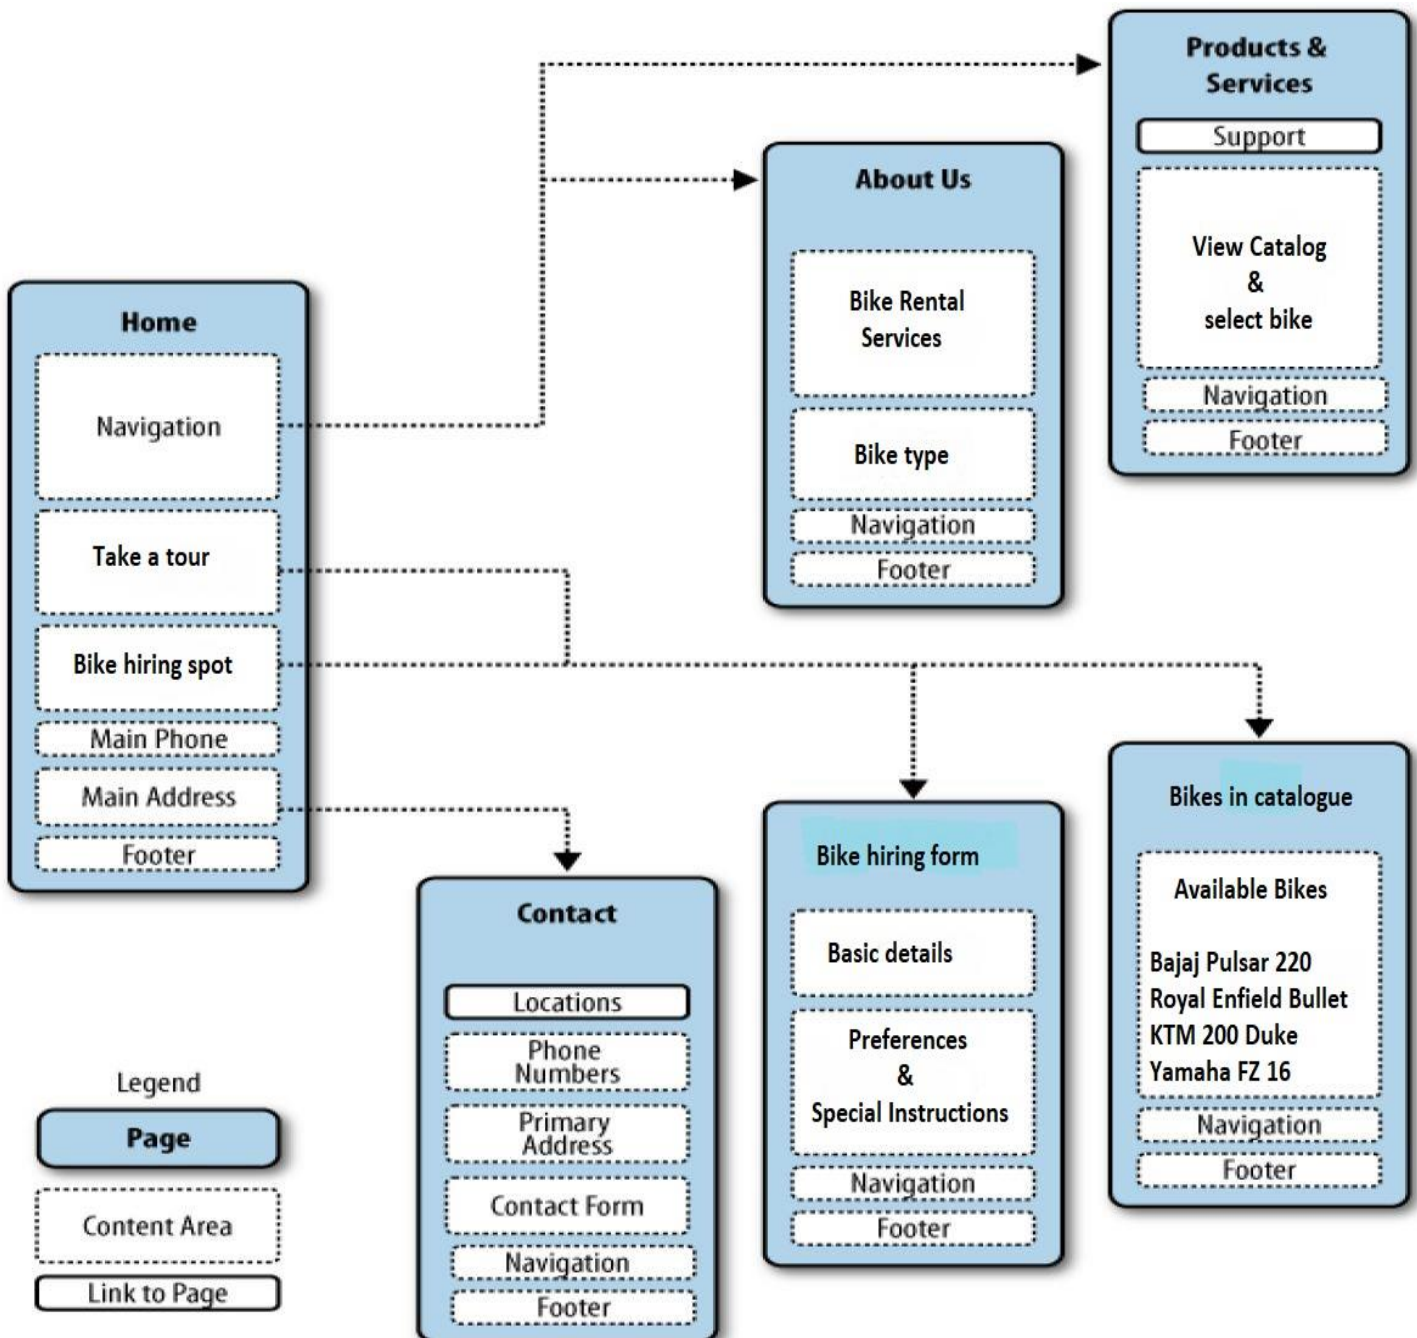 Home
Navigation
Take a tour
Bike hiring spot
Main Phone
Main Address
Footer
About Us
Bike Rental
Services
Bike type
Navigation
Footer
Products &
Services
Support
View Catalog
&
select bike
Navigation
Footer
Contact
Locations
Phone
Numbers
Primary
Address
Contact Form
Navigation
Footer
Bike hiring form
Basic details
Preferences
&
Special Instructions
Navigation
Footer
Bikes in catalogue
Available Bikes
Bajaj Pulsar 220
Royal Enfield Bullet
KTM 200 Duke
Yamaha FZ 16
Navigation
Footer
Legend
Page
Content Area
Link to Page